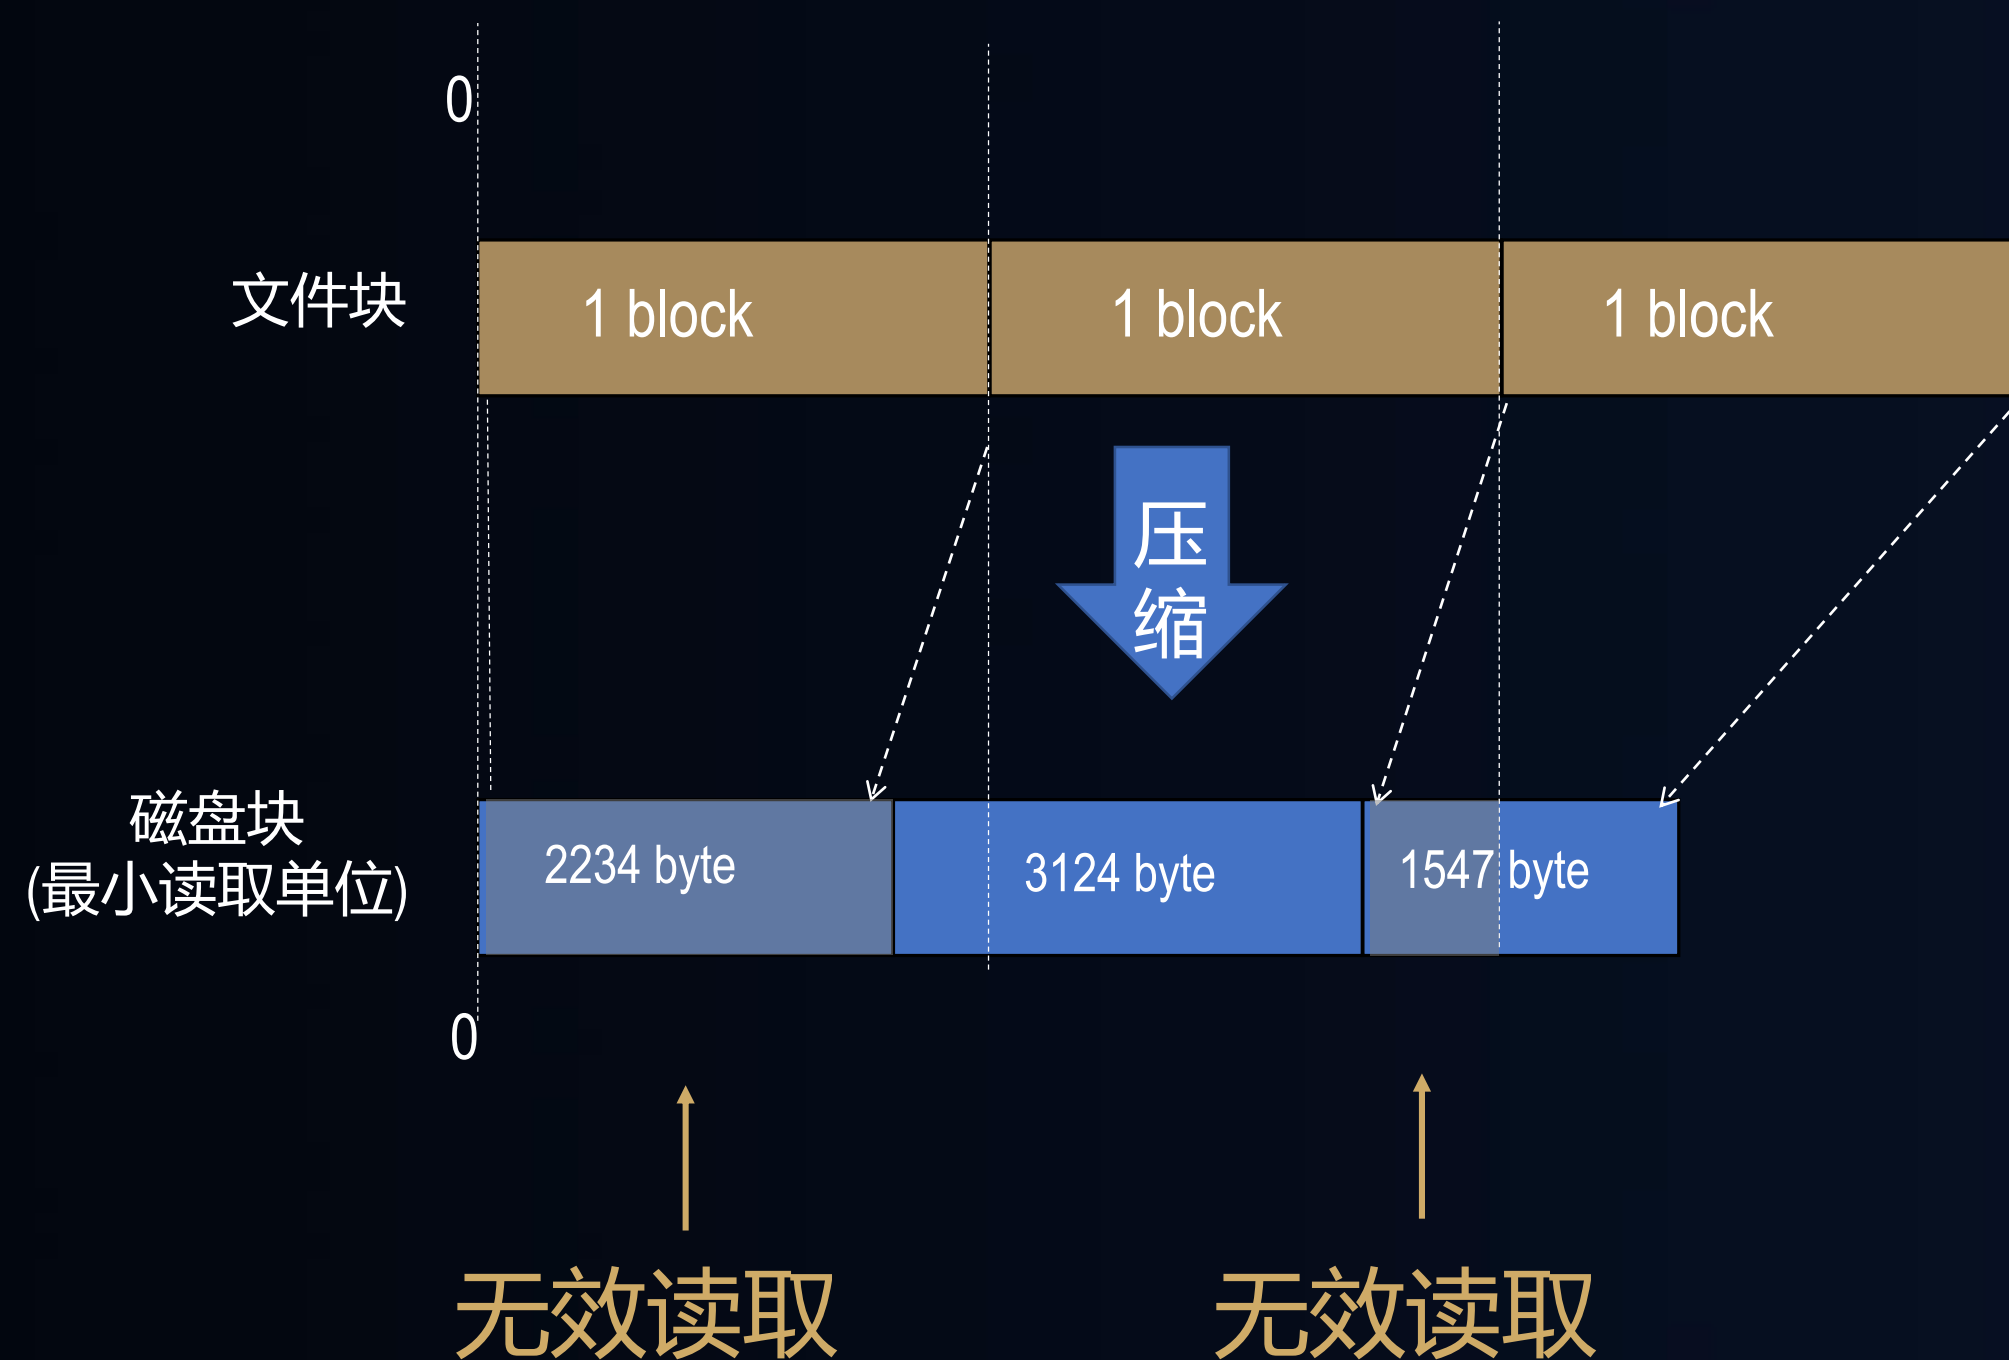 0
文件块
1 block
1 block
1 block
压
缩
磁盘块
(最小读取单位)
2234 byte
3124 byte
1547 byte
0
无效读取
无效读取